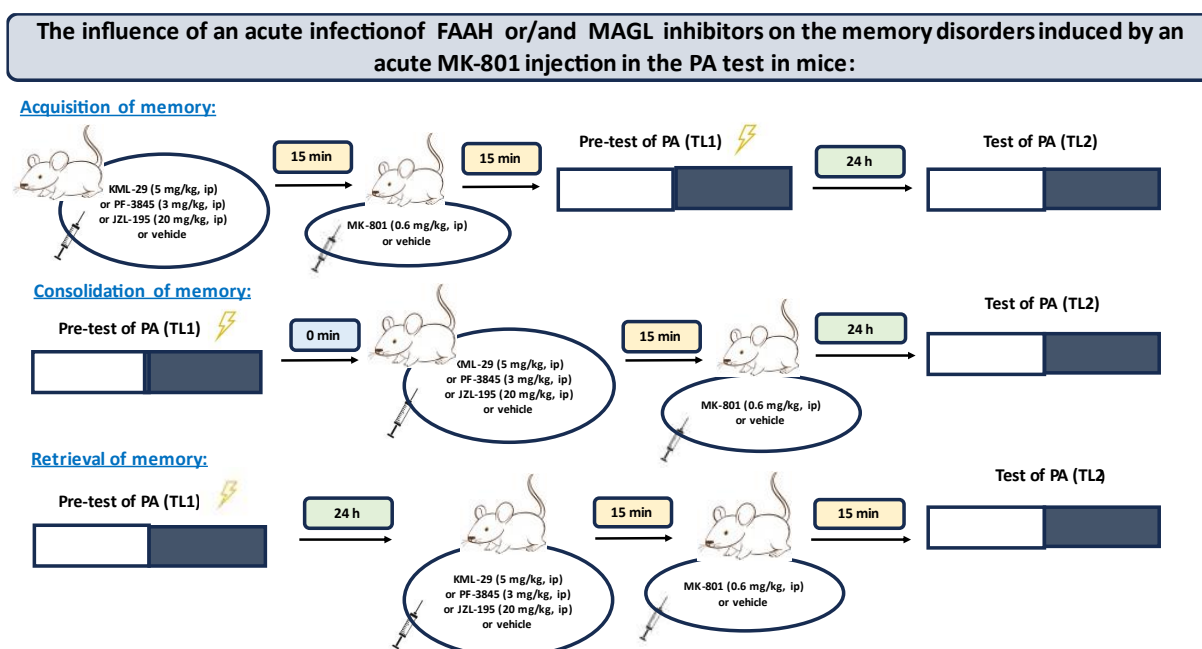 The influence of an acute infectionof FAAH or/and MAGL inhibitors on the memory disorders induced by an
acute MK-801 injection in the PA test in mice:
Acquisition of memory:
15 min
15 min
Pre-test of PA (TL1)
24 h
Test of PA (TL2)
KML-29 (5 mg/kg, ip)
or PF-3845 (3 mg/kg, ip)
or JZL-195 (20 mg/kg, ip)
or vehicle
MK-801 (0.6 mg/kg, ip)
or vehicle
Consolidation of memory:
Pre-test of PA (TL1)
0 min
KML-29 (5 mg/kg, ip)
or PF-3845 (3 mg/kg, ip)
or JZL-195 (20 mg/kg, ip)
or vehicle
15 min
MK-801 (0.6 mg/kg, ip)
or vehicle
24 h
Test of PA (TL2)
Retrieval of memory:
Pre-test of PA (TL1)
24 h
KML-29 (5 mg/kg, ip)
or PF-3845 (3 mg/kg, ip)
or JZL-195 (20 mg/kg, ip)
or vehicle
15 min
MK-801 (0.6 mg/kg, ip)
or vehicle
15 min
Test of PA (TL2)